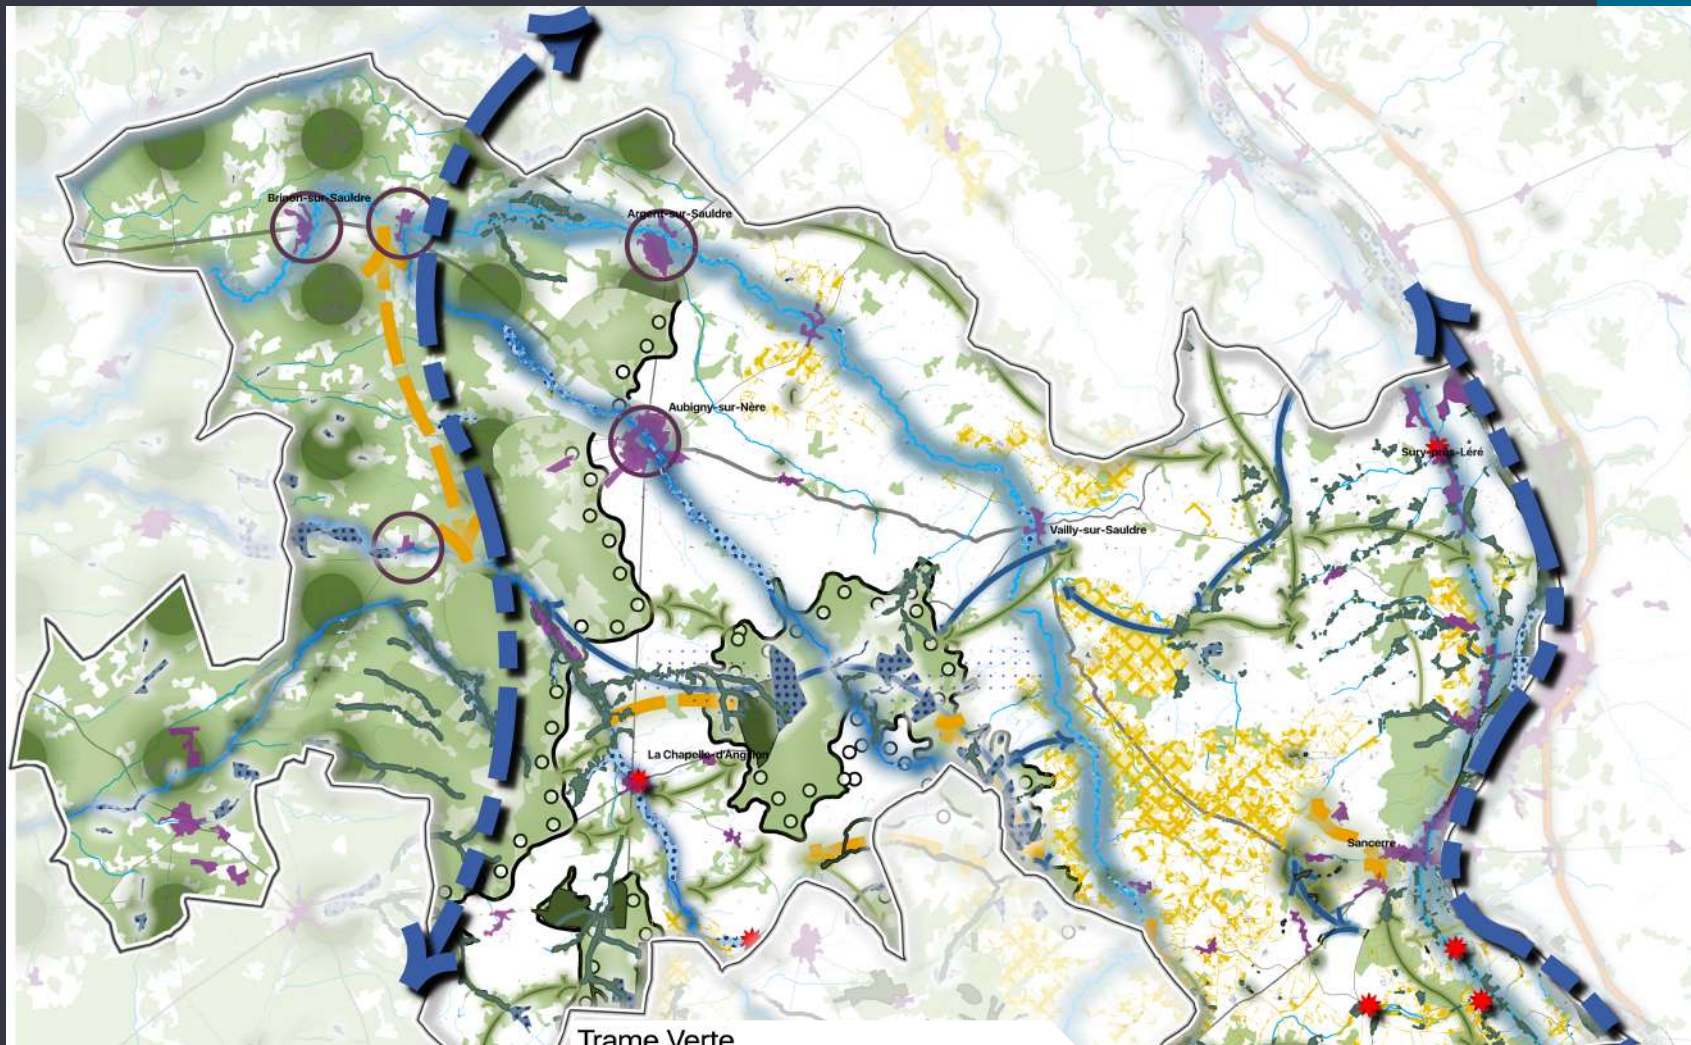 Brinon-sur-Sauldre
Argent-sur-Sauldre
Aubigny-sur-Nère
Sury-près-Léré
Vailly-sur-Sauldre
La Chapelle-d'Angillon
Sancerre
Trame Verte